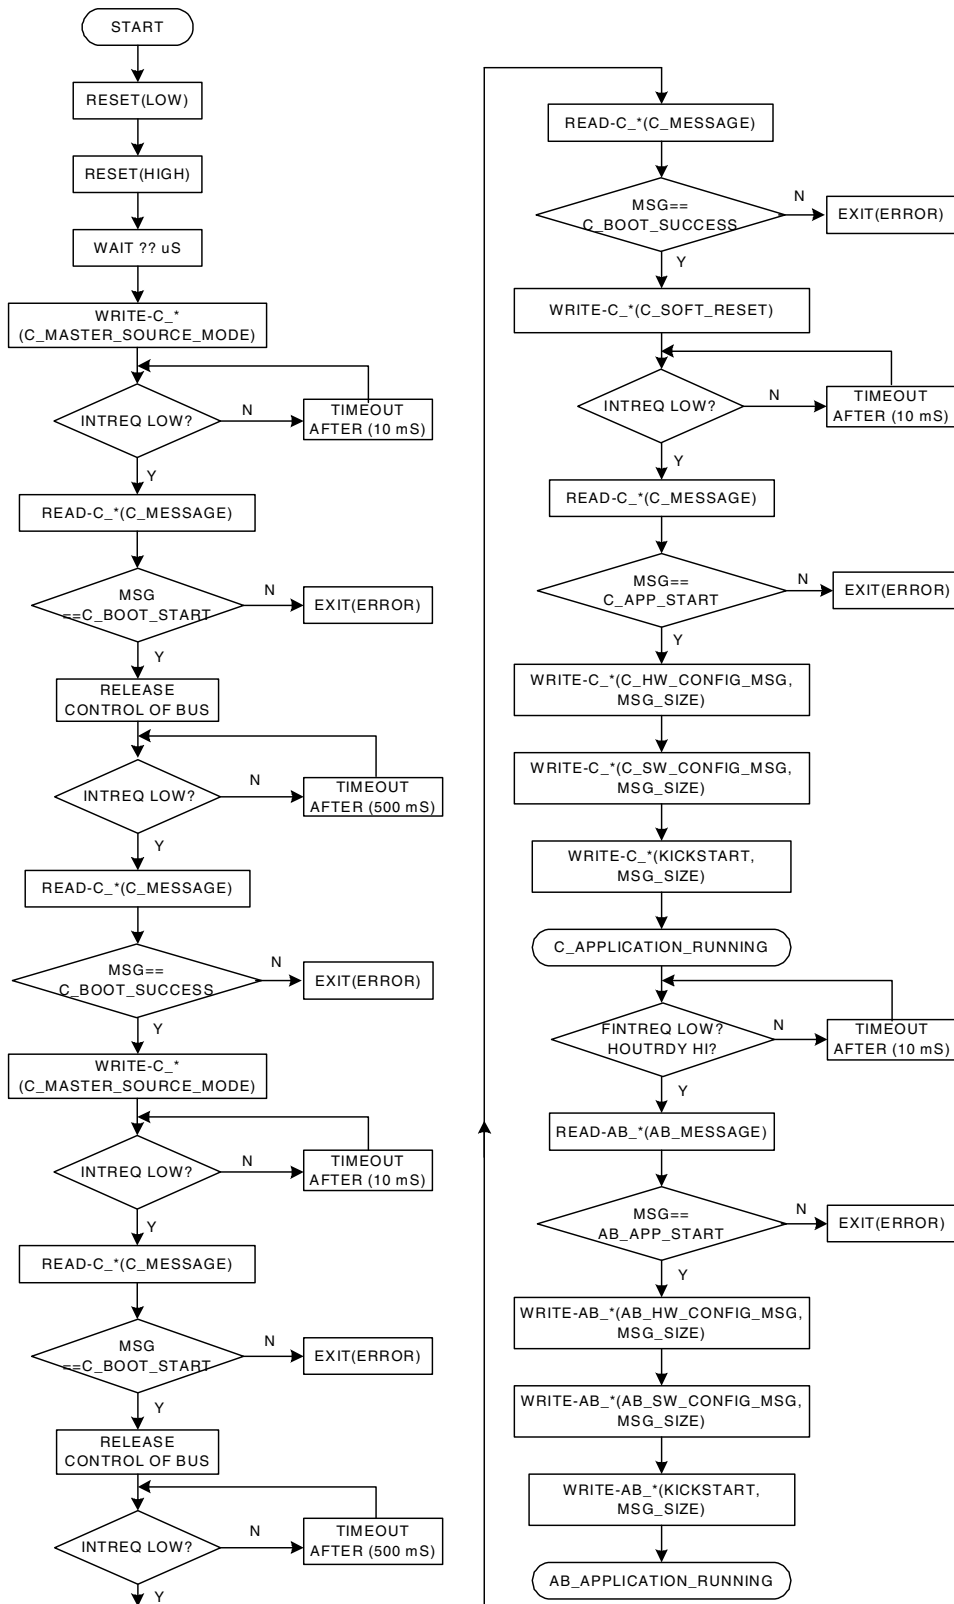 START
RESET(LOW)
RESET(HIGH)
WAIT ?? uS
WRITE-C_*
(C_MASTER_SOURCE_MODE)
INTREQ LOW?
N
TIMEOUT
AFTER (10 mS)
Y
READ-C_*(C_MESSAGE)
MSG
==C_BOOT_START
N
EXIT(ERROR)
Y
RELEASE
CONTROL OF BUS
INTREQ LOW?
N
TIMEOUT
AFTER (500 mS)
Y
READ-C_*(C_MESSAGE)
MSG==
C_BOOT_SUCCESS
N
EXIT(ERROR)
Y
WRITE-C_*
(C_MASTER_SOURCE_MODE)
INTREQ LOW?
N
TIMEOUT
AFTER (10 mS)
Y
READ-C_*(C_MESSAGE)
MSG
==C_BOOT_START
N
EXIT(ERROR)
Y
RELEASE
CONTROL OF BUS
INTREQ LOW?
N
TIMEOUT
AFTER (500 mS)
Y
READ-C_*(C_MESSAGE)
MSG==
C_BOOT_SUCCESS
N
EXIT(ERROR)
Y
WRITE-C_*(C_SOFT_RESET)
INTREQ LOW?
N
TIMEOUT
AFTER (10 mS)
Y
READ-C_*(C_MESSAGE)
MSG==
C_APP_START
N
EXIT(ERROR)
Y
WRITE-C_*(C_HW_CONFIG_MSG,
MSG_SIZE)
WRITE-C_*(C_SW_CONFIG_MSG,
MSG_SIZE)
WRITE-C_*(KICKSTART,
MSG_SIZE)
C_APPLICATION_RUNNING
FINTREQ LOW?
HOUTRDY HI?
N
TIMEOUT
AFTER (10 mS)
Y
READ-AB_*(AB_MESSAGE)
MSG==
AB_APP_START
N
EXIT(ERROR)
Y
WRITE-AB_*(AB_HW_CONFIG_MSG,
MSG_SIZE)
WRITE-AB_*(AB_SW_CONFIG_MSG,
MSG_SIZE)
WRITE-AB_*(KICKSTART,
MSG_SIZE)
AB_APPLICATION_RUNNING